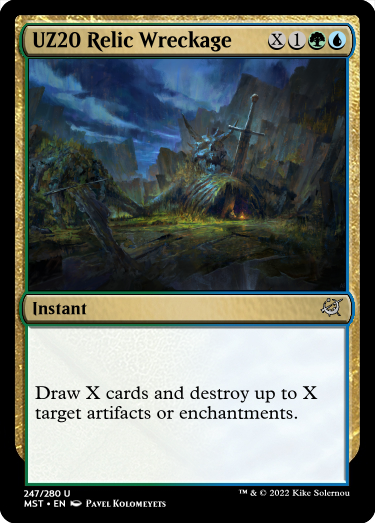 UZ20 Relic Wreckage X 1
Instant
Draw X cards and destroy up to X
target artifacts or enchantments.
247/280 U
MST • EN Pavel Kolomeyets
™ & © 2022 Kike Solernou